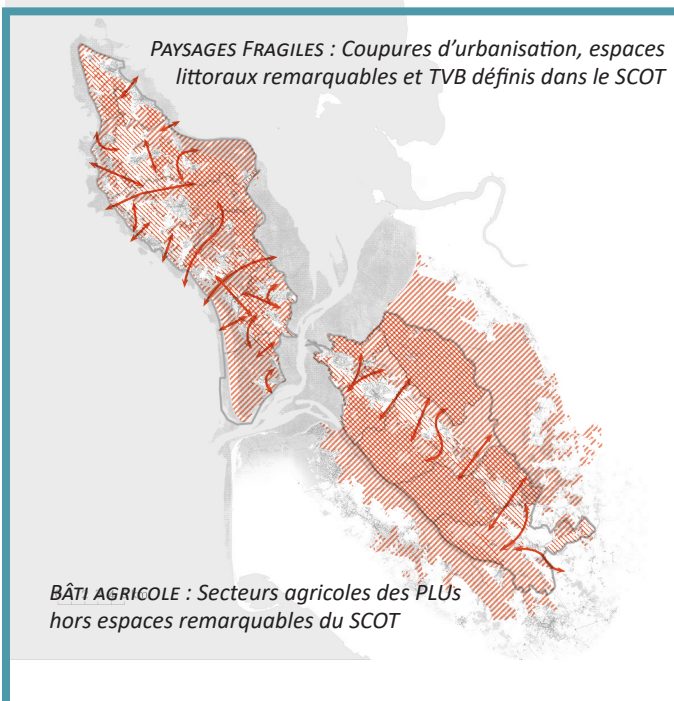 PAYSAGES FRAGILES : Coupures d'urbanisation, espaces
littoraux remarquables et TVB définis dans le SCOT
BÂTI AGRICOLE : Secteurs agricoles des PLUs
hors espaces remarquables du SCOT